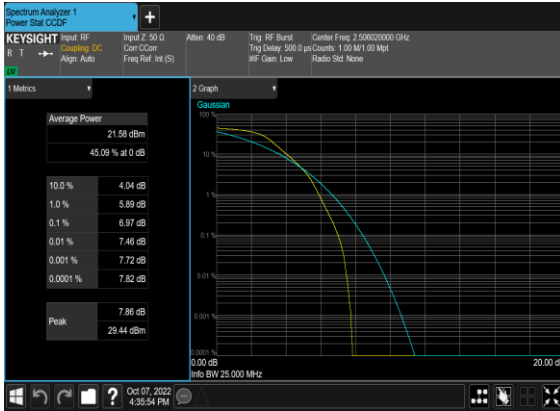 Spectrum Analyzer 1
Power Stat CCDF
KEYSIGHT
R T
Input: RF
Coupling: DC
Align: Auto
Input Z: 50 Ω
Corr CCorr
Freq Ref: Int (S)
Atten: 40 dB
Trig: RF Burst
Trig Delay: 500.0 µs
#IF Gain: Low
Center Freq: 2.506020000 GHz
Counts: 1.00 M/1.00 Mpt
Radio Std: None
1 Metrics
Average Power
21.58 dBm
45.09 % at 0 dB
10.0 % 4.04 dB
1.0 % 5.89 dB
0.1 % 6.97 dB
0.01 % 7.46 dB
0.001 % 7.72 dB
0.0001 % 7.82 dB
Peak
7.86 dB
29.44 dBm
2 Graph
Gaussian
100 %
10 %
1 %
0.1 %
0.01 %
0.001 %
0.0001 %
0.00 dB
20.00 d
Info BW 25.000 MHz
Oct 07, 2022
4:35:54 PM